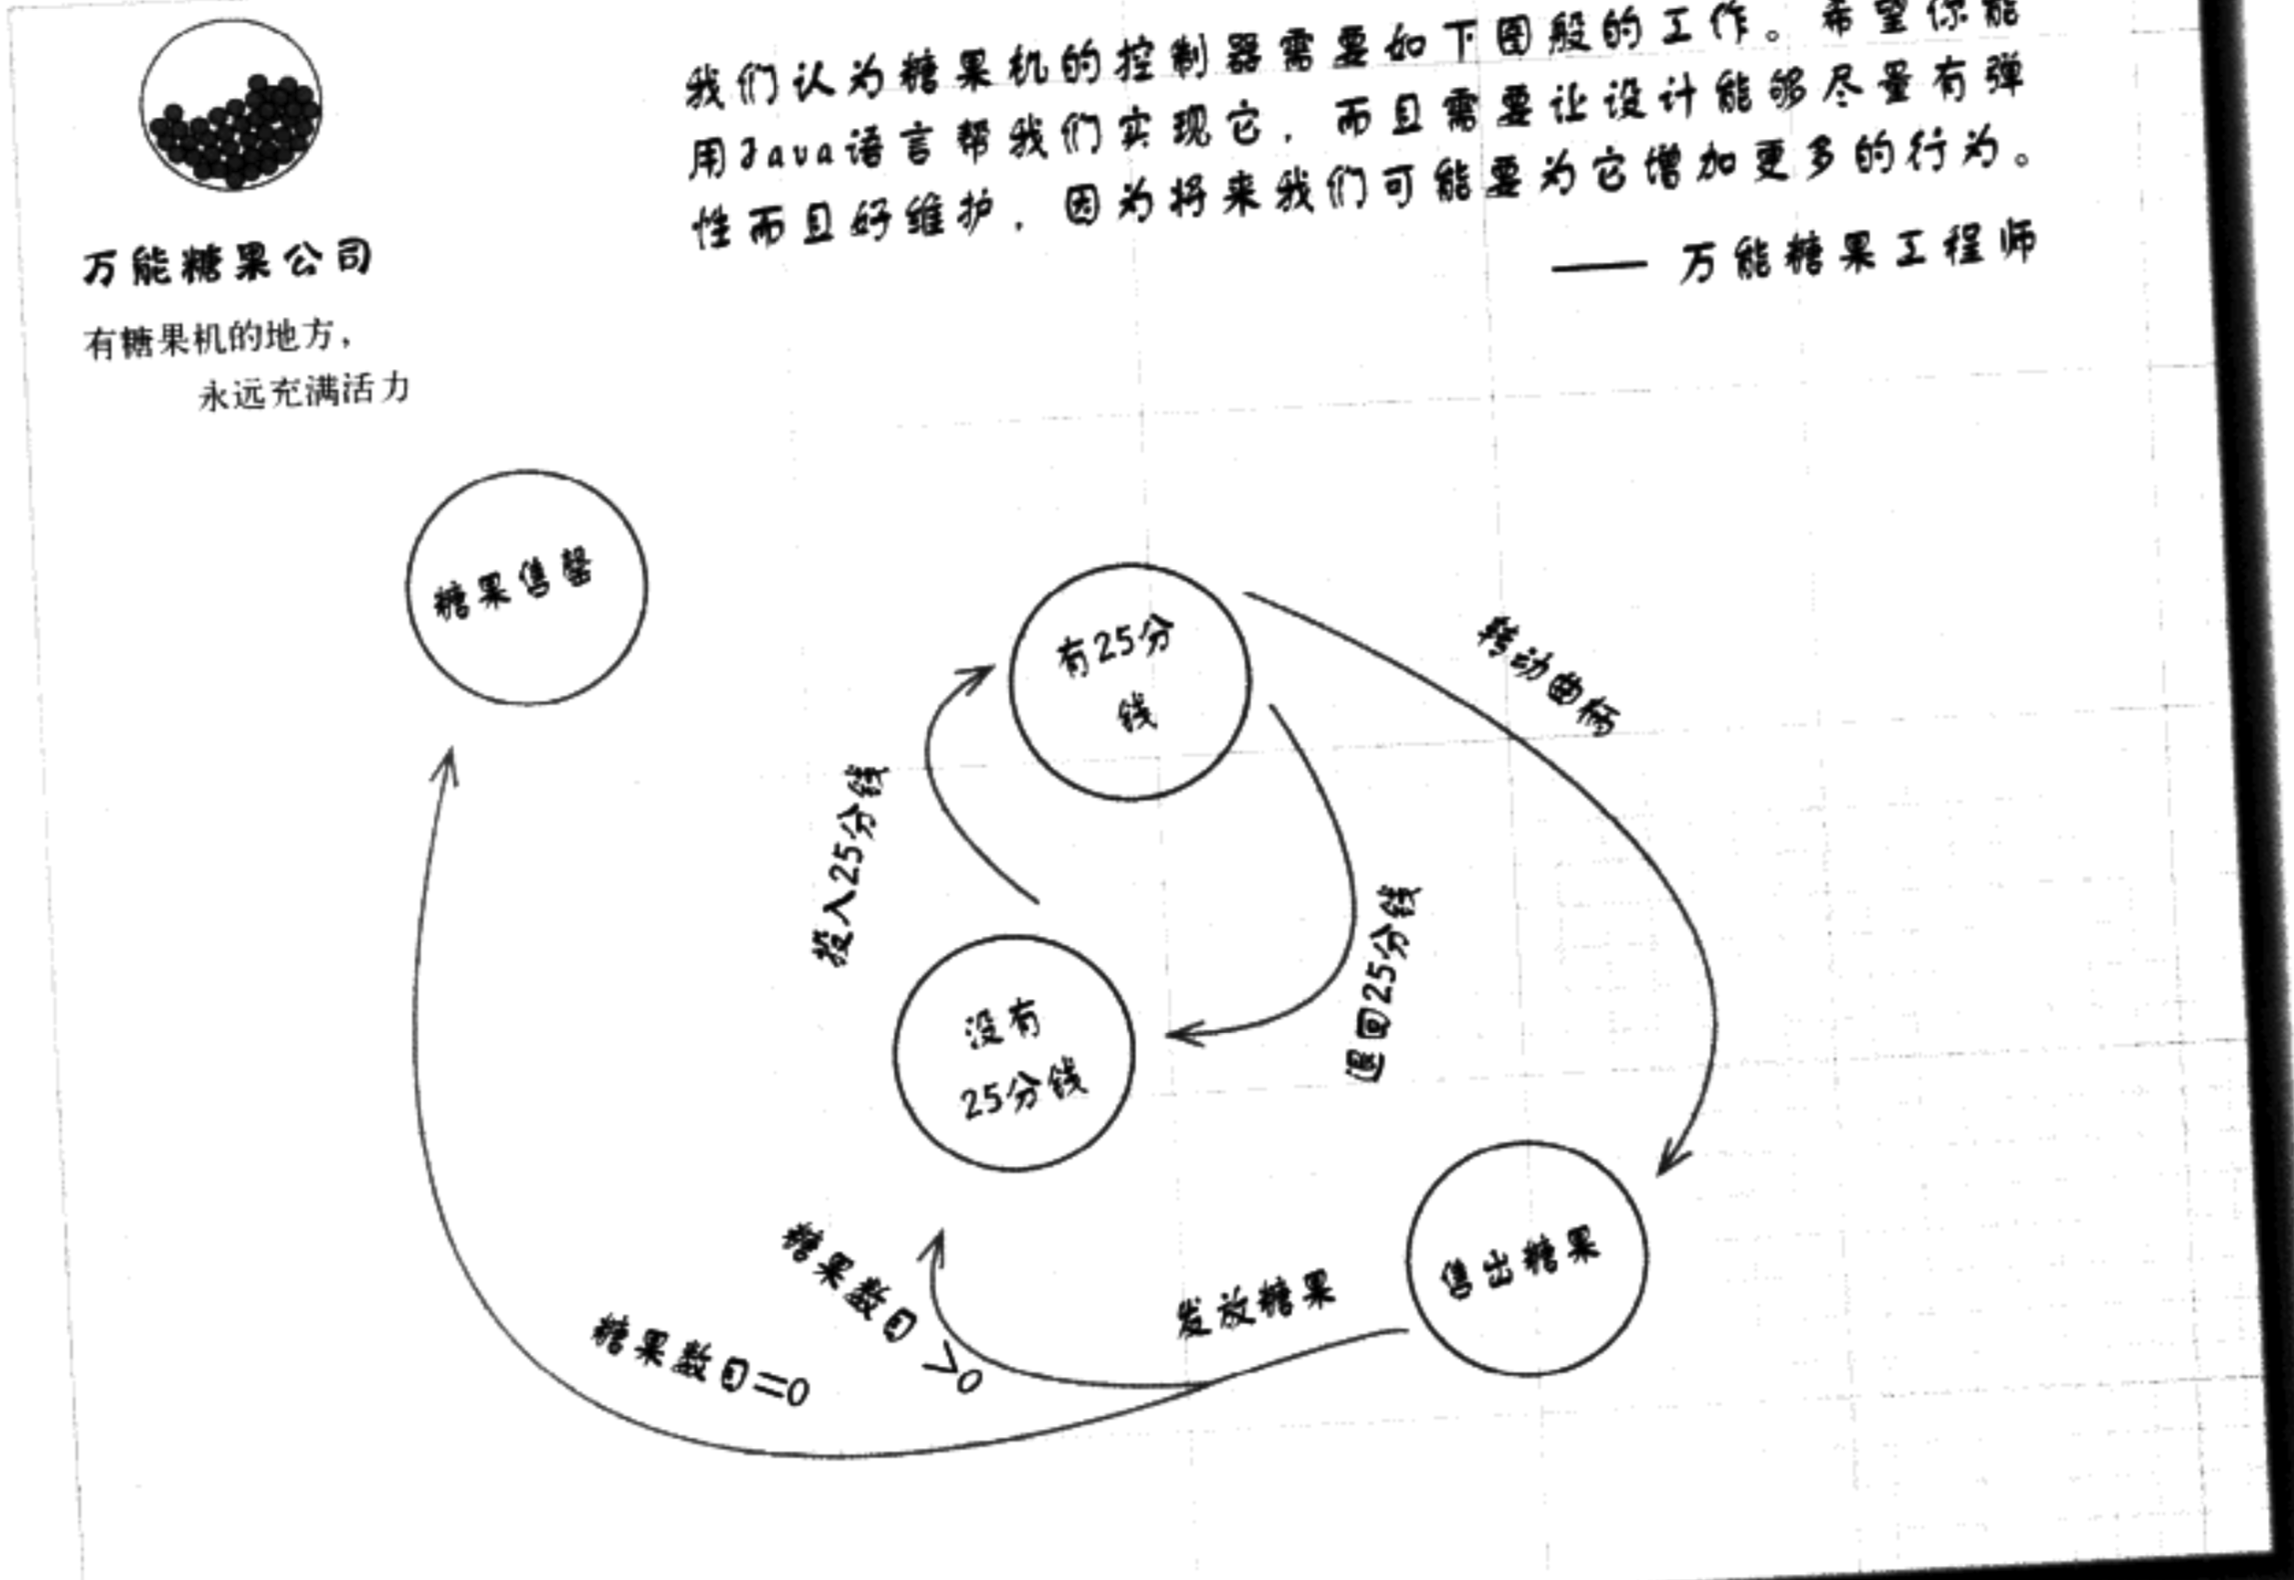 我们认为糖果机的控制器需要如下图般的工作。希望你能
用Java语言帮我们实现它，而且需要让设计能够尽量有弹
性而且好维护，因为将来我们可能要为它增加更多的行为。
—— 万能糖果工程师
万能糖果公司
有糖果机的地方，
永远充满活力
糖果售罄
有25分
钱
转动曲柄
投入25分钱
退回25分钱
没有
25分钱
糖果数目>0
糖果数目=0
发放糖果
售出糖果